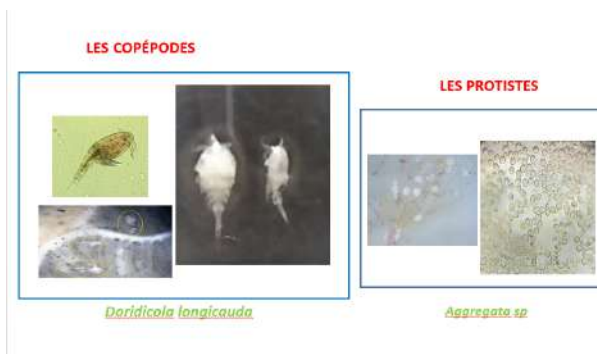 LES COPÉPODES
LES PROTISTES
Doridicola longicauda
Aggregata sp